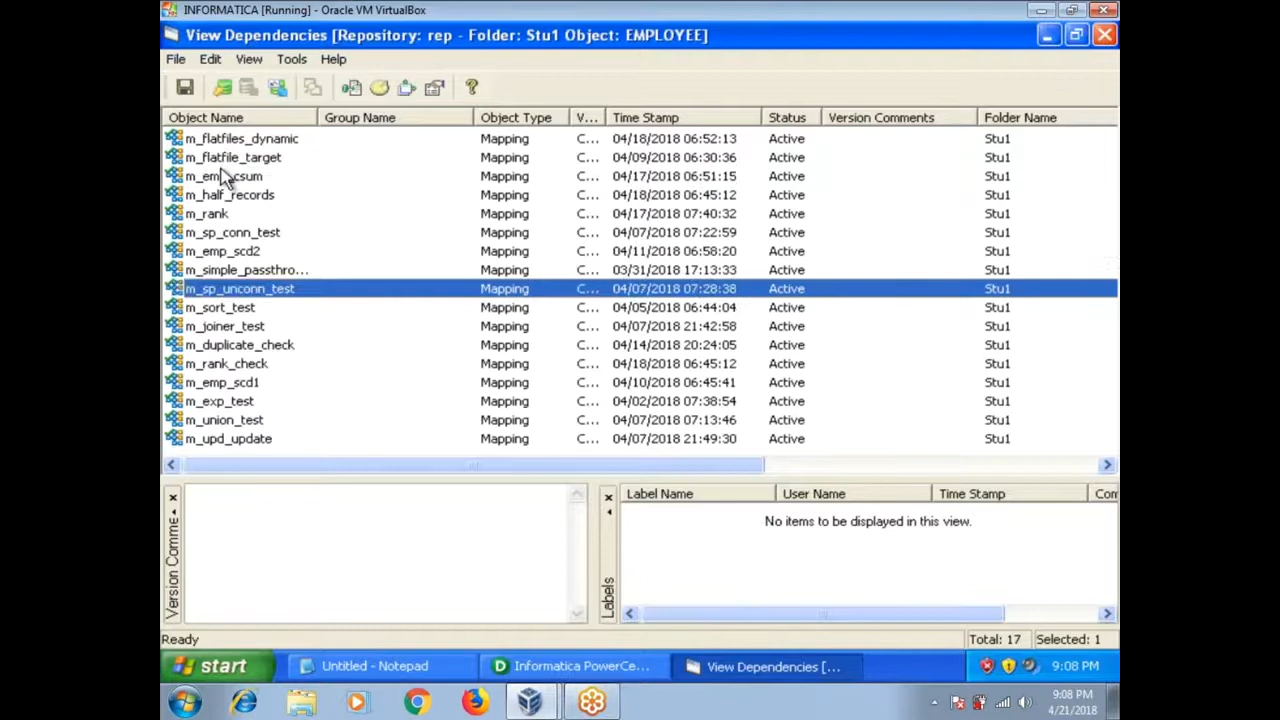 INFORMATICA [Running] - Oracle VM VirtualBox
View Dependencies [Repository: rep - Folder: Stu1 Object: EMPLOYEE]
File Edit View Tools Help
Object Name Group Name Object Type V... Time Stamp Status Version Comments Folder Name
m_flatfiles_dynamic Mapping C... 04/18/2018 06:52:13 Active Stu1
m_flatfile_target Mapping C... 04/09/2018 06:30:36 Active Stu1
Mapping C... 04/17/2018 06:51:15 Active Stu1
m_half_records Mapping C... 04/18/2018 06:45:12 Active Stu1
m_rank Mapping C... 04/17/2018 07:40:32 Active Stu1
m_sp_conn_test Mapping C... 04/07/2018 07:22:59 Active Stu1
m_emp_scd2 Mapping C... 04/11/2018 06:58:20 Active Stu1
m_simple_passthro... Mapping C... 03/31/2018 17:13:33 Active Stu1
m_sp_unconn_test Mapping C... 04/07/2018 07:28:38 Active Stu1
m_sort_test Mapping C... 04/05/2018 06:44:04 Active Stu1
m_joiner_test Mapping C... 04/07/2018 21:42:58 Active Stu1
m_duplicate_check Mapping C... 04/14/2018 20:24:05 Active Stu1
m_rank_check Mapping C... 04/18/2018 06:45:12 Active Stu1
m_emp_scd1 Mapping C... 04/10/2018 06:45:41 Active Stu1
m_exp_test Mapping C... 04/02/2018 07:38:54 Active Stu1
m_union_test Mapping C... 04/07/2018 07:13:46 Active Stu1
m_upd_update Mapping C... 04/07/2018 21:49:30 Active Stu1
Version Comme
Labels
Label Name User Name Time Stamp Com
No items to be displayed in this view.
Ready Total: 17 Selected: 1
start Untitled - Notepad Informatica PowerCe... View Dependencies [... 9:08 PM
9:08 PM
4/21/2018